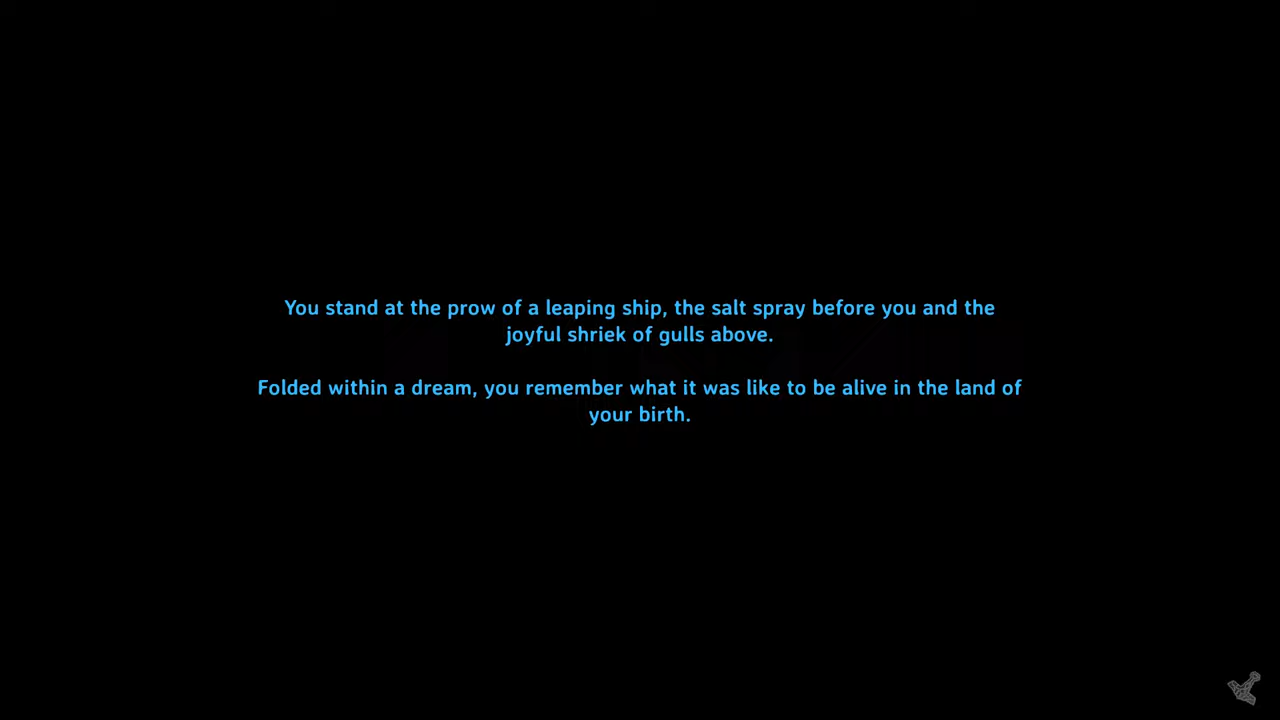 You stand at the prow of a leaping ship, the salt spray before you and the
joyful shriek of gulls above.
Folded within a dream, you remember what it was like to be alive in the land of
your birth.